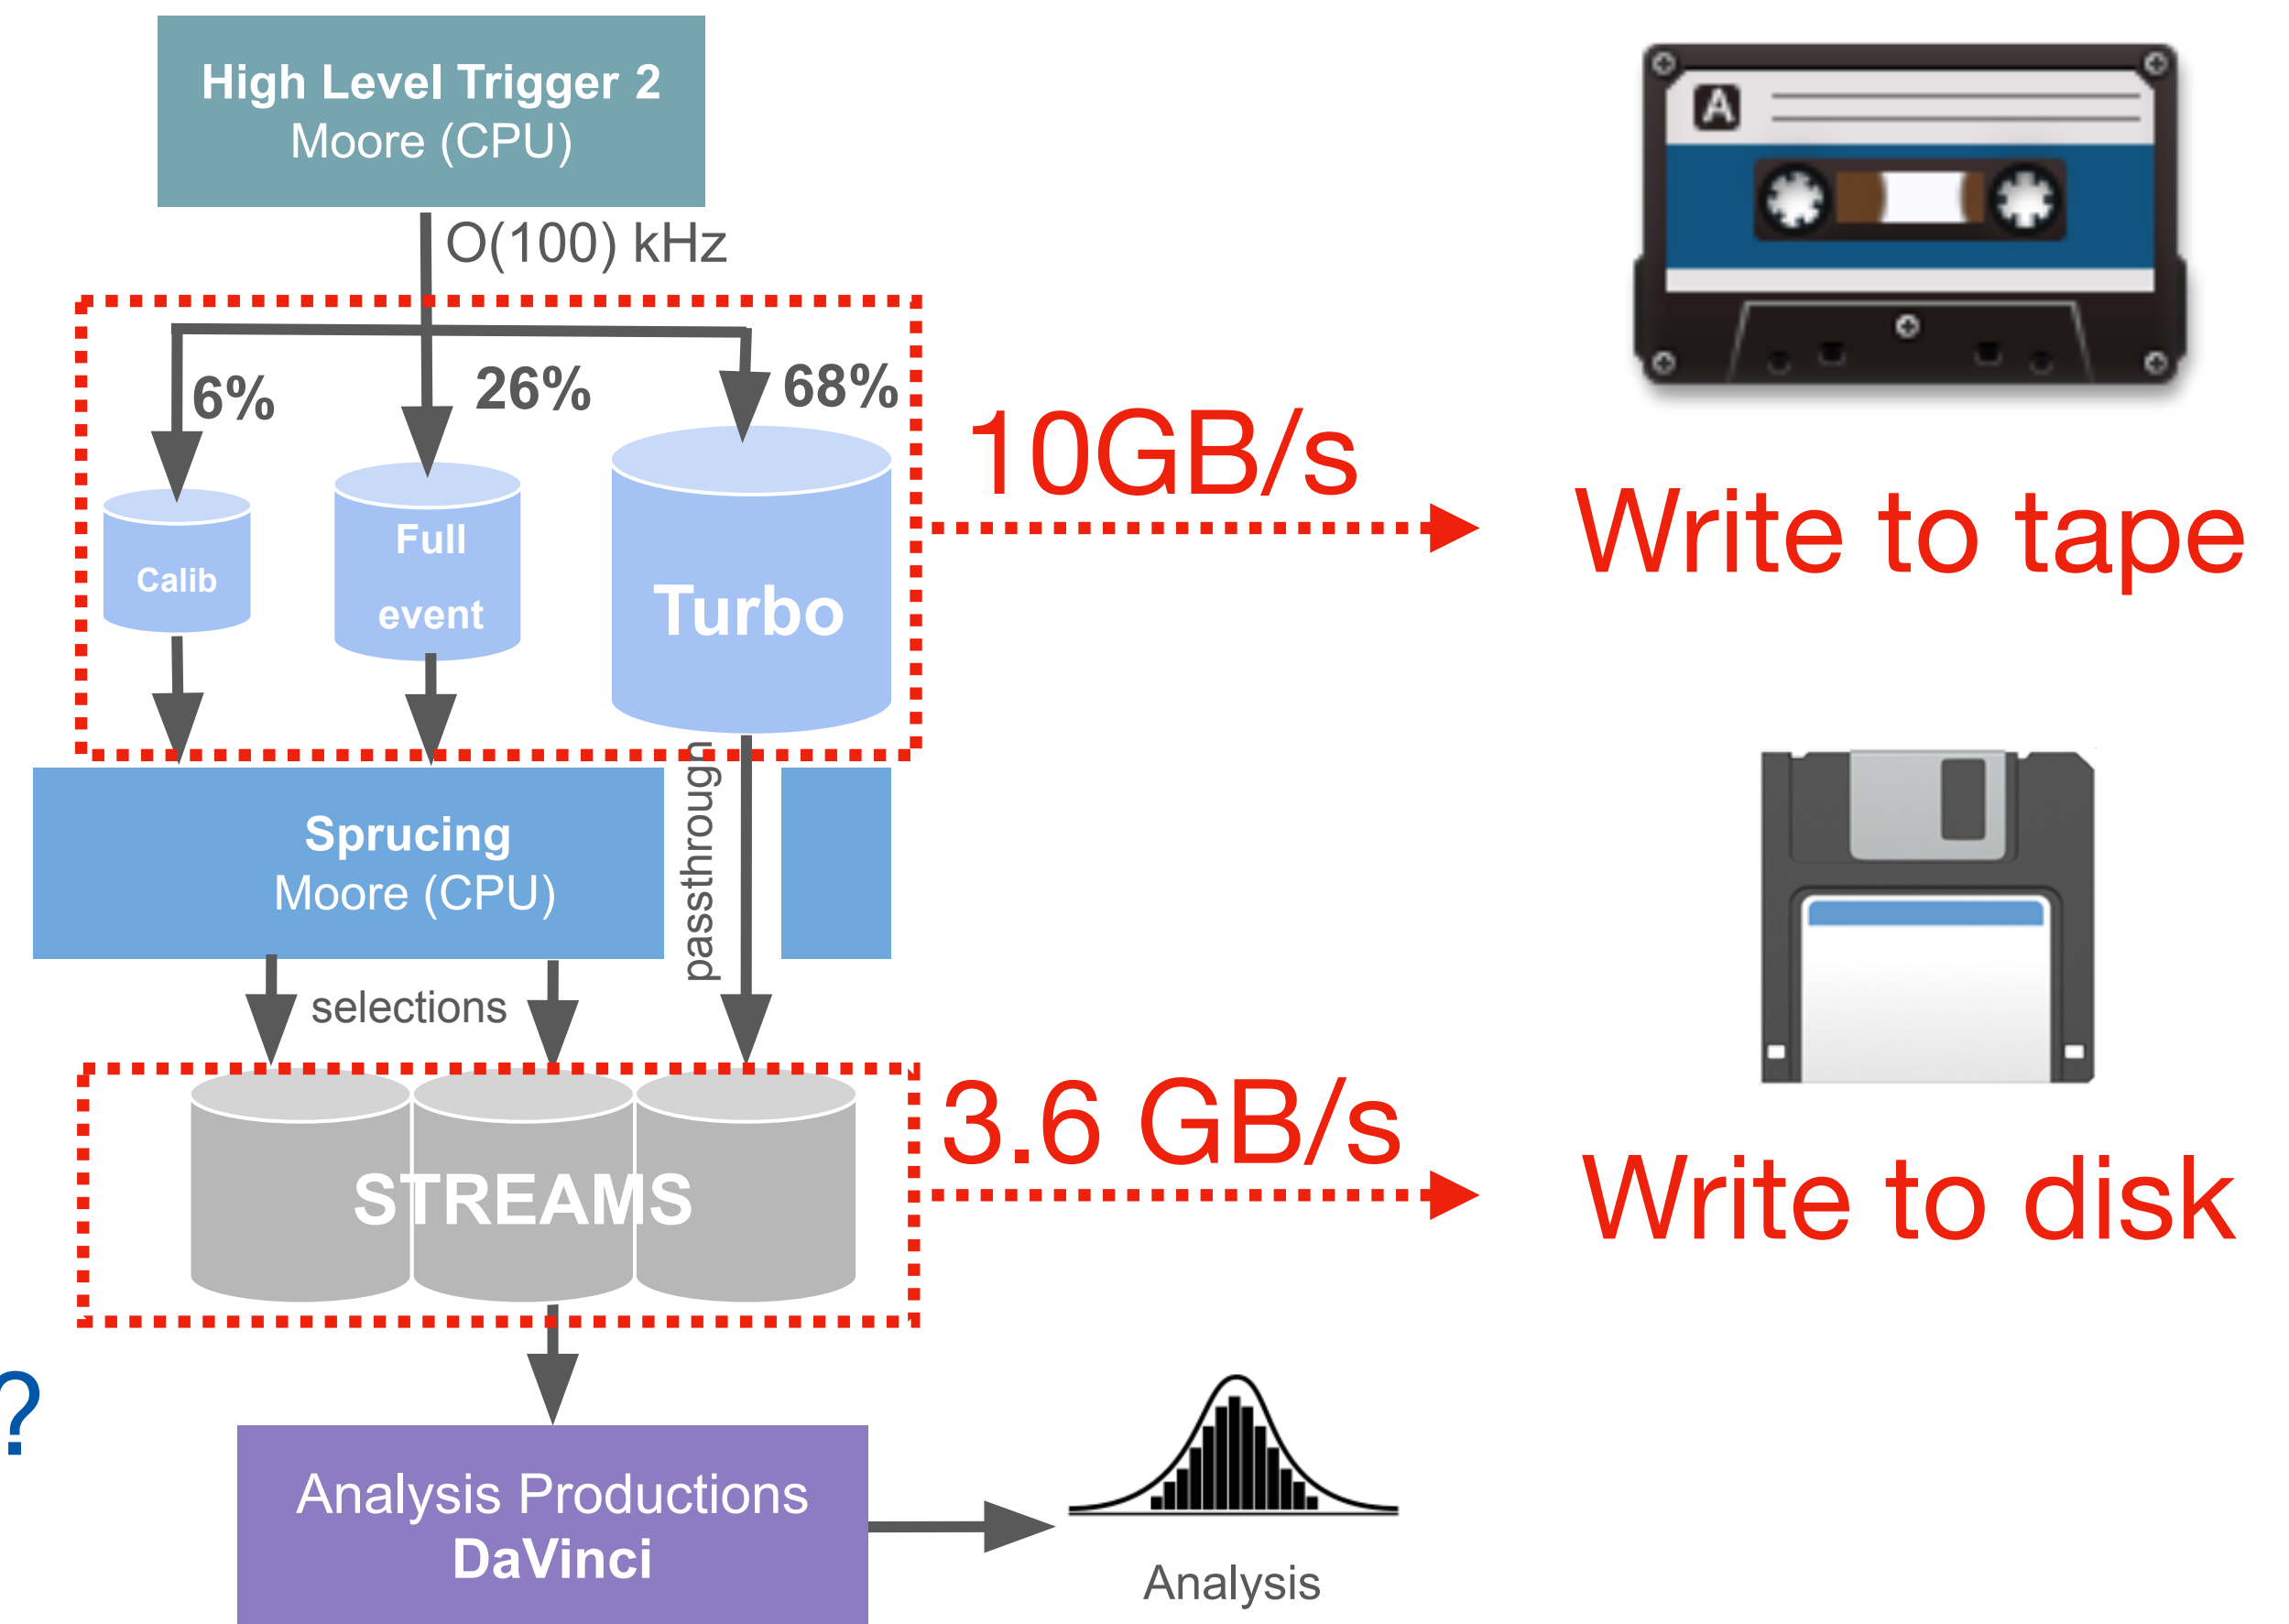 High Level Trigger 2
Moore (CPU)
O(100) kHz
6%
26%
68%
Calib
Full
event
Turbo
10GB/s
A
Write to tape
Sprucing
Moore (CPU)
passthrough
selections
STREAMS
3.6 GB/s
Write to disk
?
Analysis Productions
DaVinci
Analysis